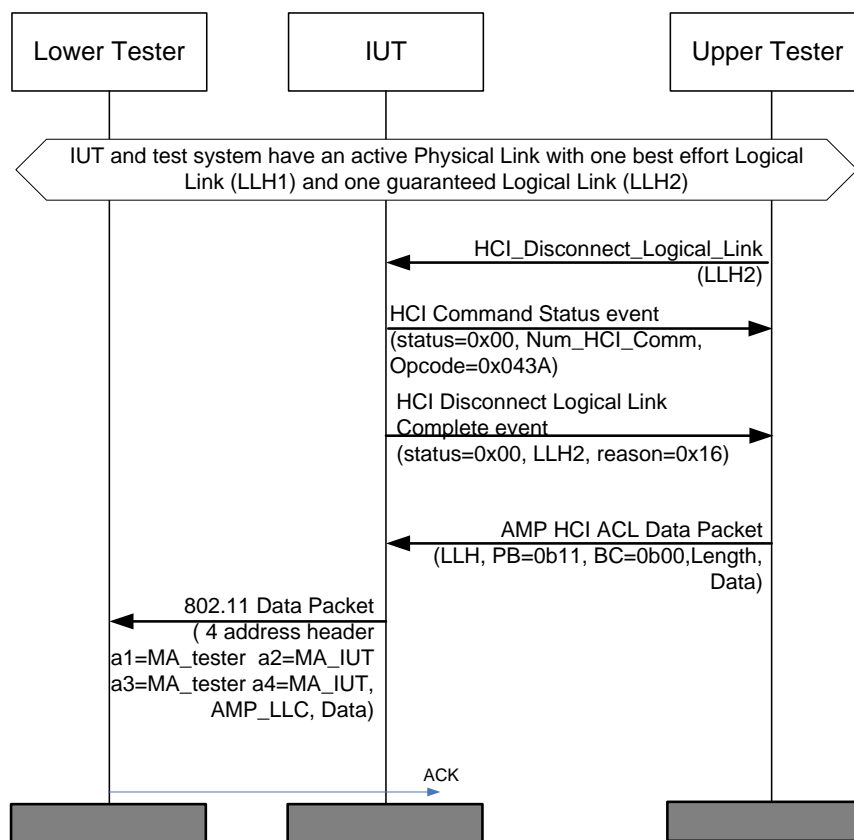 Lower Tester
IUT
Upper Tester
IUT and test system have an active Physical Link with one best effort Logical
Link (LLH1) and one guaranteed Logical Link (LLH2)
HCI_Disconnect_Logical_Link
(LLH2)
HCI Command Status event
(status=0x00, Num_HCI_Comm,
Opcode=0x043A)
HCI Disconnect Logical Link
Complete event
(status=0x00, LLH2, reason=0x16)
AMP HCI ACL Data Packet
(LLH, PB=0b11, BC=0b00,Length,
Data)
802.11 Data Packet
( 4 address header
a1=MA_tester a2=MA_IUT
a3=MA_tester a4=MA_IUT,
AMP_LLC, Data)
ACK